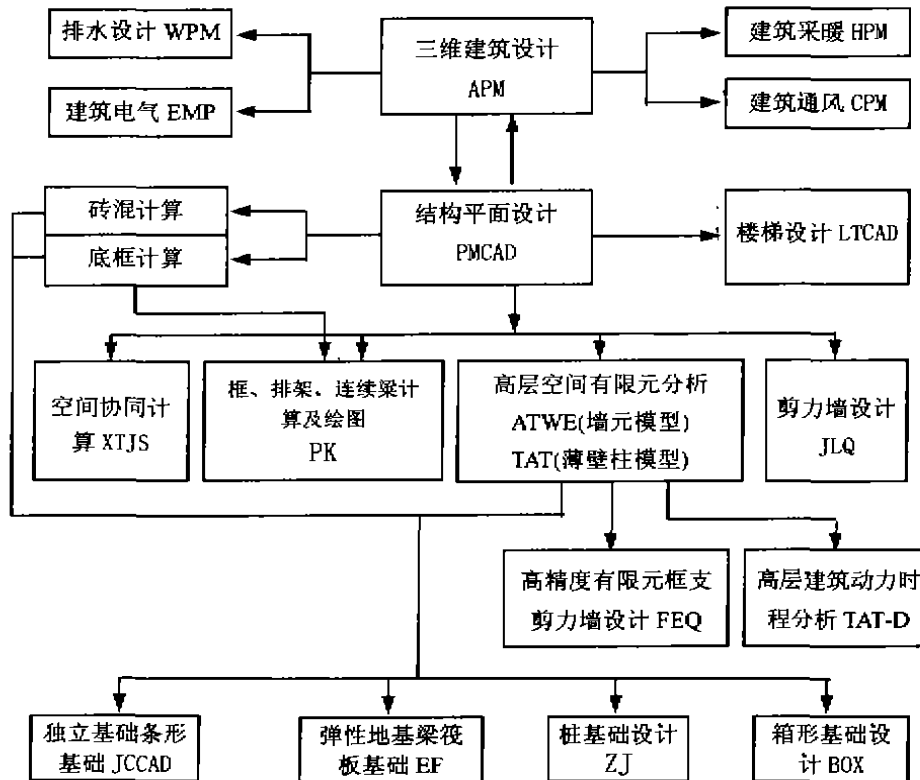 排水设计 WPM
建筑电气 EMP
三维建筑设计
APM
建筑采暖 HPM
建筑通风 CPM
砖混计算
底框计算
结构平面设计
PMCAD
楼梯设计 LTCAD
空间协同计
算 XTJS
框、排架、连续梁计
算及绘图
PK
高层空间有限元分析
ATWE(墙元模型)
TAT(薄壁柱模型)
剪力墙设计
JLQ
高精度有限元框支
剪力墙设计 FEQ
高层建筑动力时
程分析 TAT-D
独立基础条形
基础 JCCAD
弹性地基梁筏
板基础 EF
桩基础设计
ZJ
箱形基础设
计 BOX